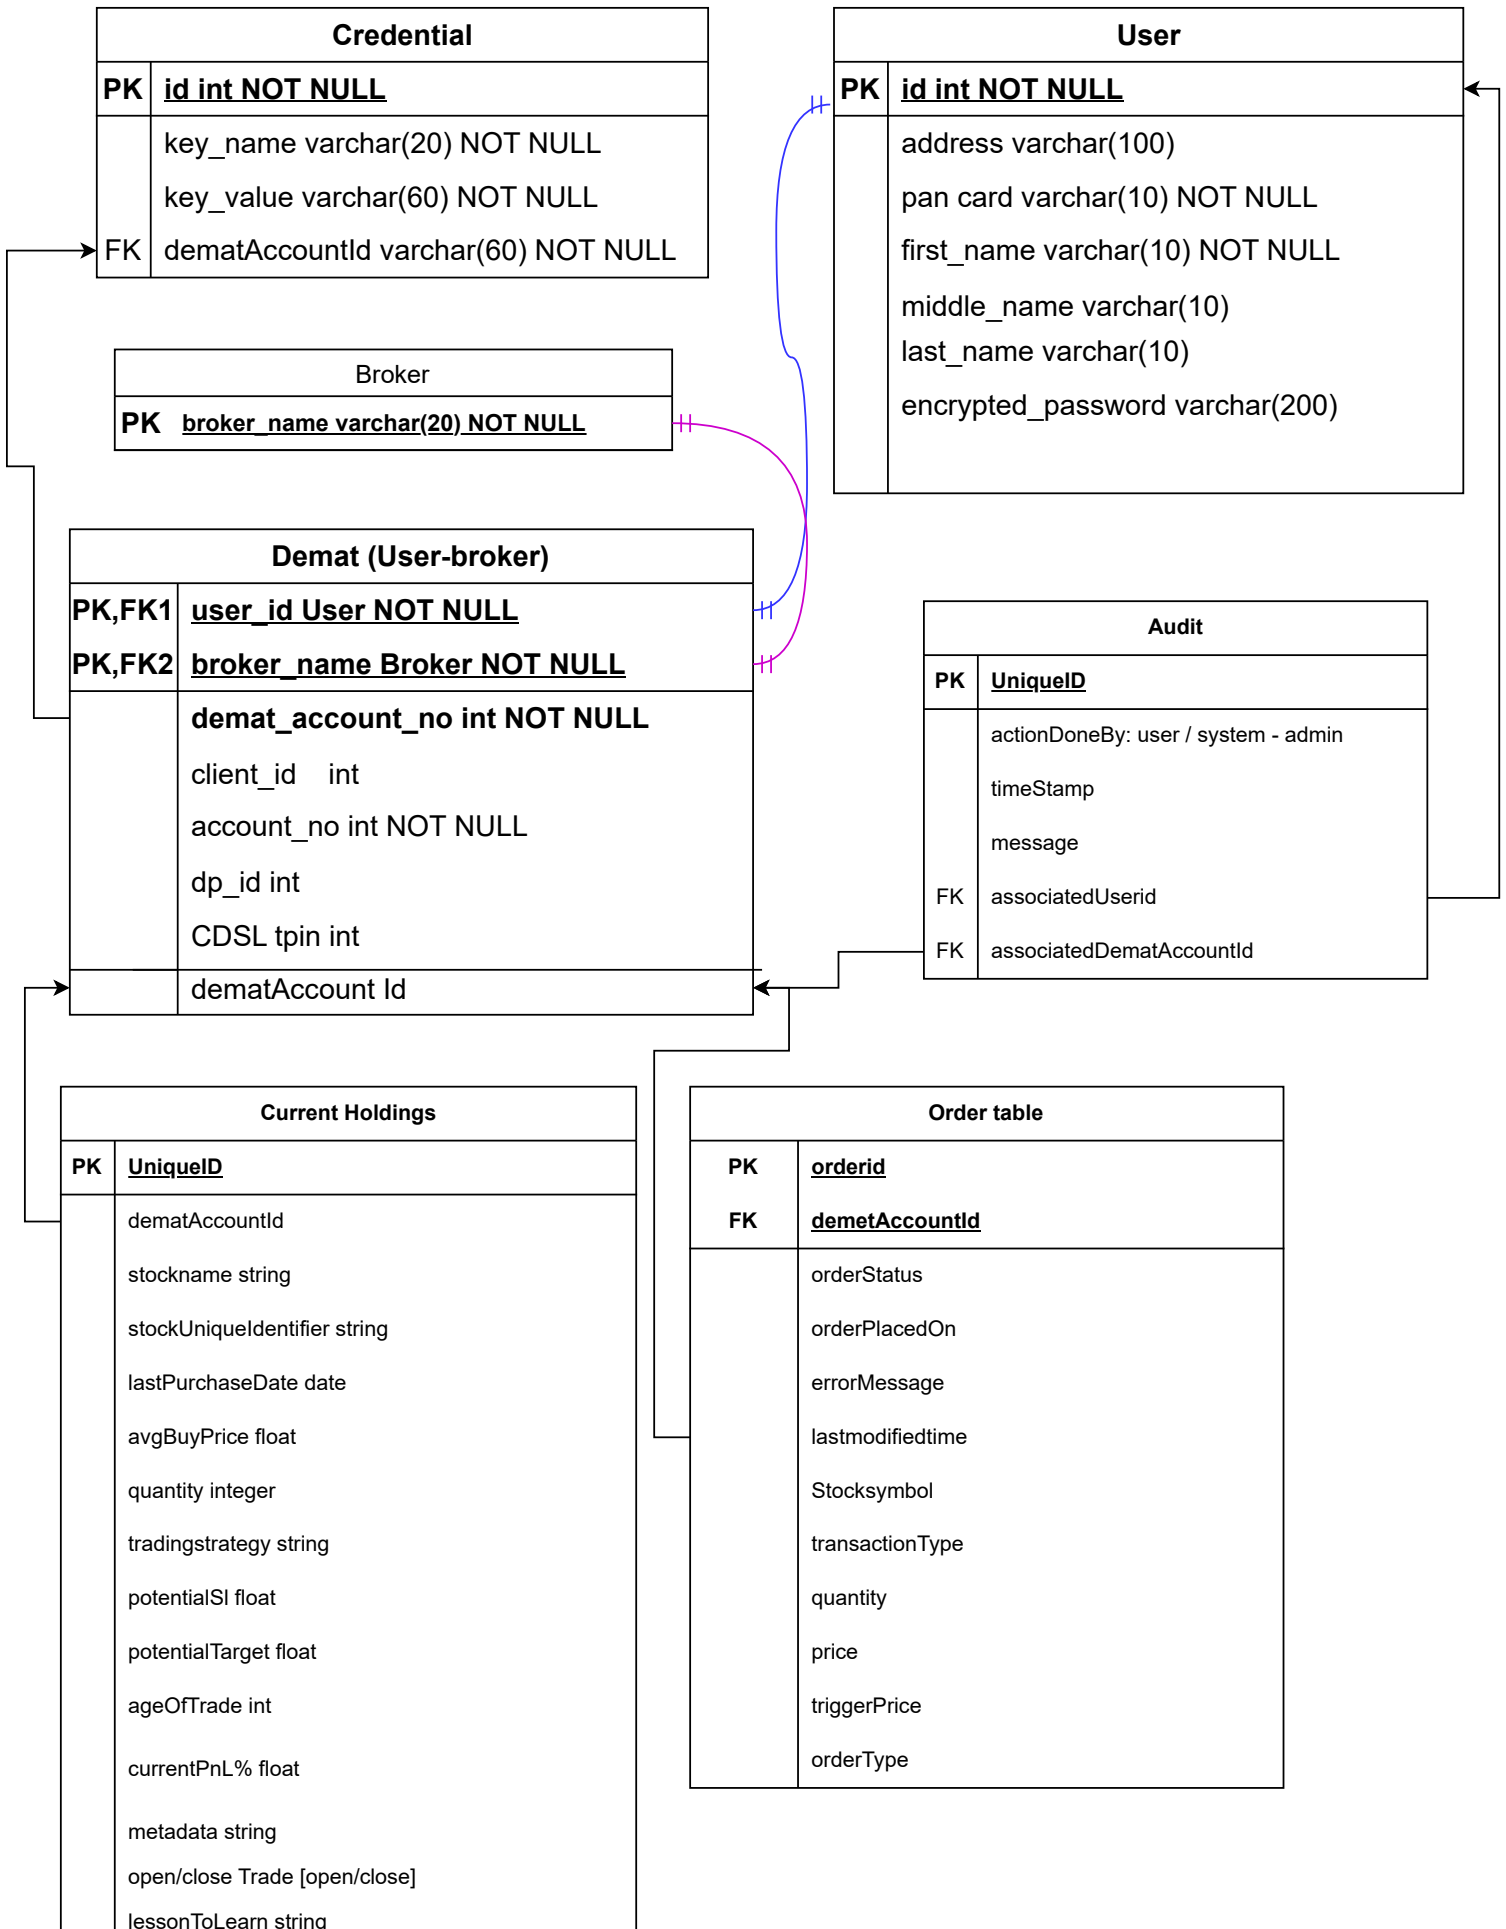 Credential
PK id int NOT NULL
key_name varchar(20) NOT NULL
key_value varchar(60) NOT NULL
FK dematAccountId varchar(60) NOT NULL
User
PK id int NOT NULL
address varchar(100)
pan card varchar(10) NOT NULL
first_name varchar(10) NOT NULL
middle_name varchar(10)
last_name varchar(10)
encrypted_password varchar(200)
Broker
PK broker_name varchar(20) NOT NULL
Demat (User-broker)
PK,FK1 user_id User NOT NULL
PK,FK2 broker_name Broker NOT NULL
demat_account_no int NOT NULL
client_id int
account_no int NOT NULL
dp_id int
CDSL tpin int
dematAccount Id
Audit
PK UniqueID
actionDoneBy: user / system - admin
timeStamp
message
FK associatedUserid
FK associatedDematAccountId
Current Holdings
PK UniqueID
dematAccountId
stockname string
stockUniqueIdentifier string
lastPurchaseDate date
avgBuyPrice float
quantity integer
tradingstrategy string
potentialSl float
potentialTarget float
ageOfTrade int
currentPnL% float
metadata string
open/close Trade [open/close]
lessonToLearn string
Order table
PK orderid
FK demetAccountId
orderStatus
orderPlacedOn
errorMessage
lastmodifiedtime
Stocksymbol
transactionType
quantity
price
triggerPrice
orderType